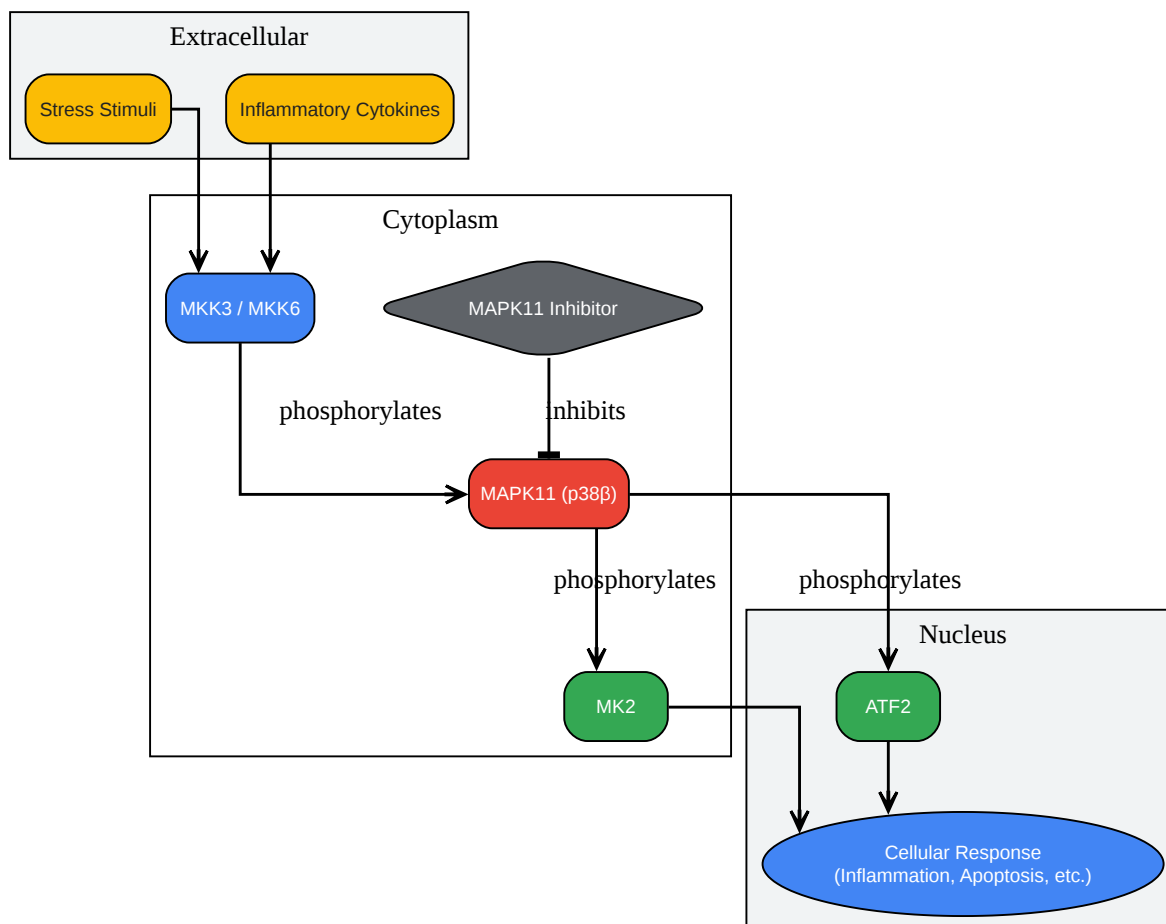 Extracellular
Stress Stimuli
Inflammatory Cytokines
Cytoplasm
MKK3 / MKK6
MAPK11 Inhibitor
phosphorylates
inhibits
MAPK11 (p38β)
phosphorylates
phosphorylates
Nucleus
MK2
ATF2
Cellular Response
(Inflammation, Apoptosis, etc.)